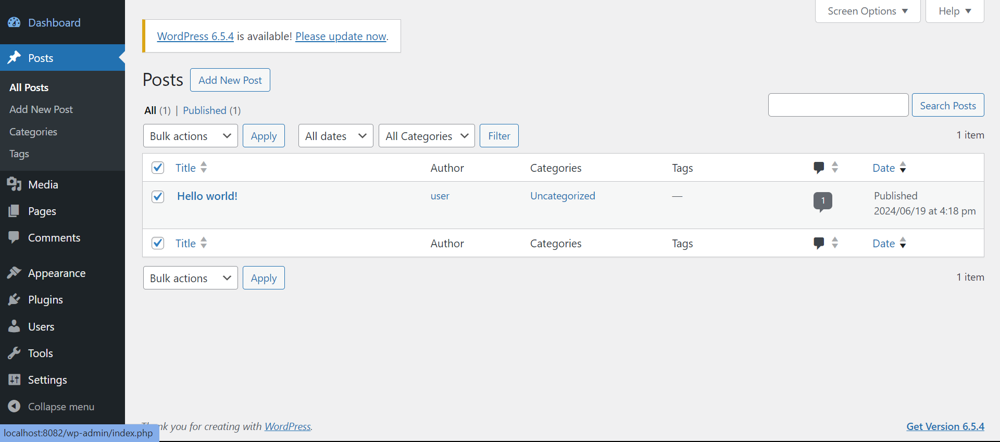 Dashboard
Posts
All Posts
Add New Post
Categories
Tags
Media
Pages
Comments
Appearance
Plugins
Users
Tools
Settings
Collapse menu
localhost:8082/wp-admin/index.php
Screen Options
Help
WordPress 6.5.4 is available! Please update now.
Posts
Add New Post
All (1) | Published (1)
Search Posts
Bulk actions
Apply
All dates
All Categories
Filter
1 item
Title Author Categories Tags Date
Hello world! user Uncategorized — 1 Published
2024/06/19 at 4:18 pm
Title Author Categories Tags Date
Bulk actions
Apply
1 item
you for creating with WordPress.
Get Version 6.5.4